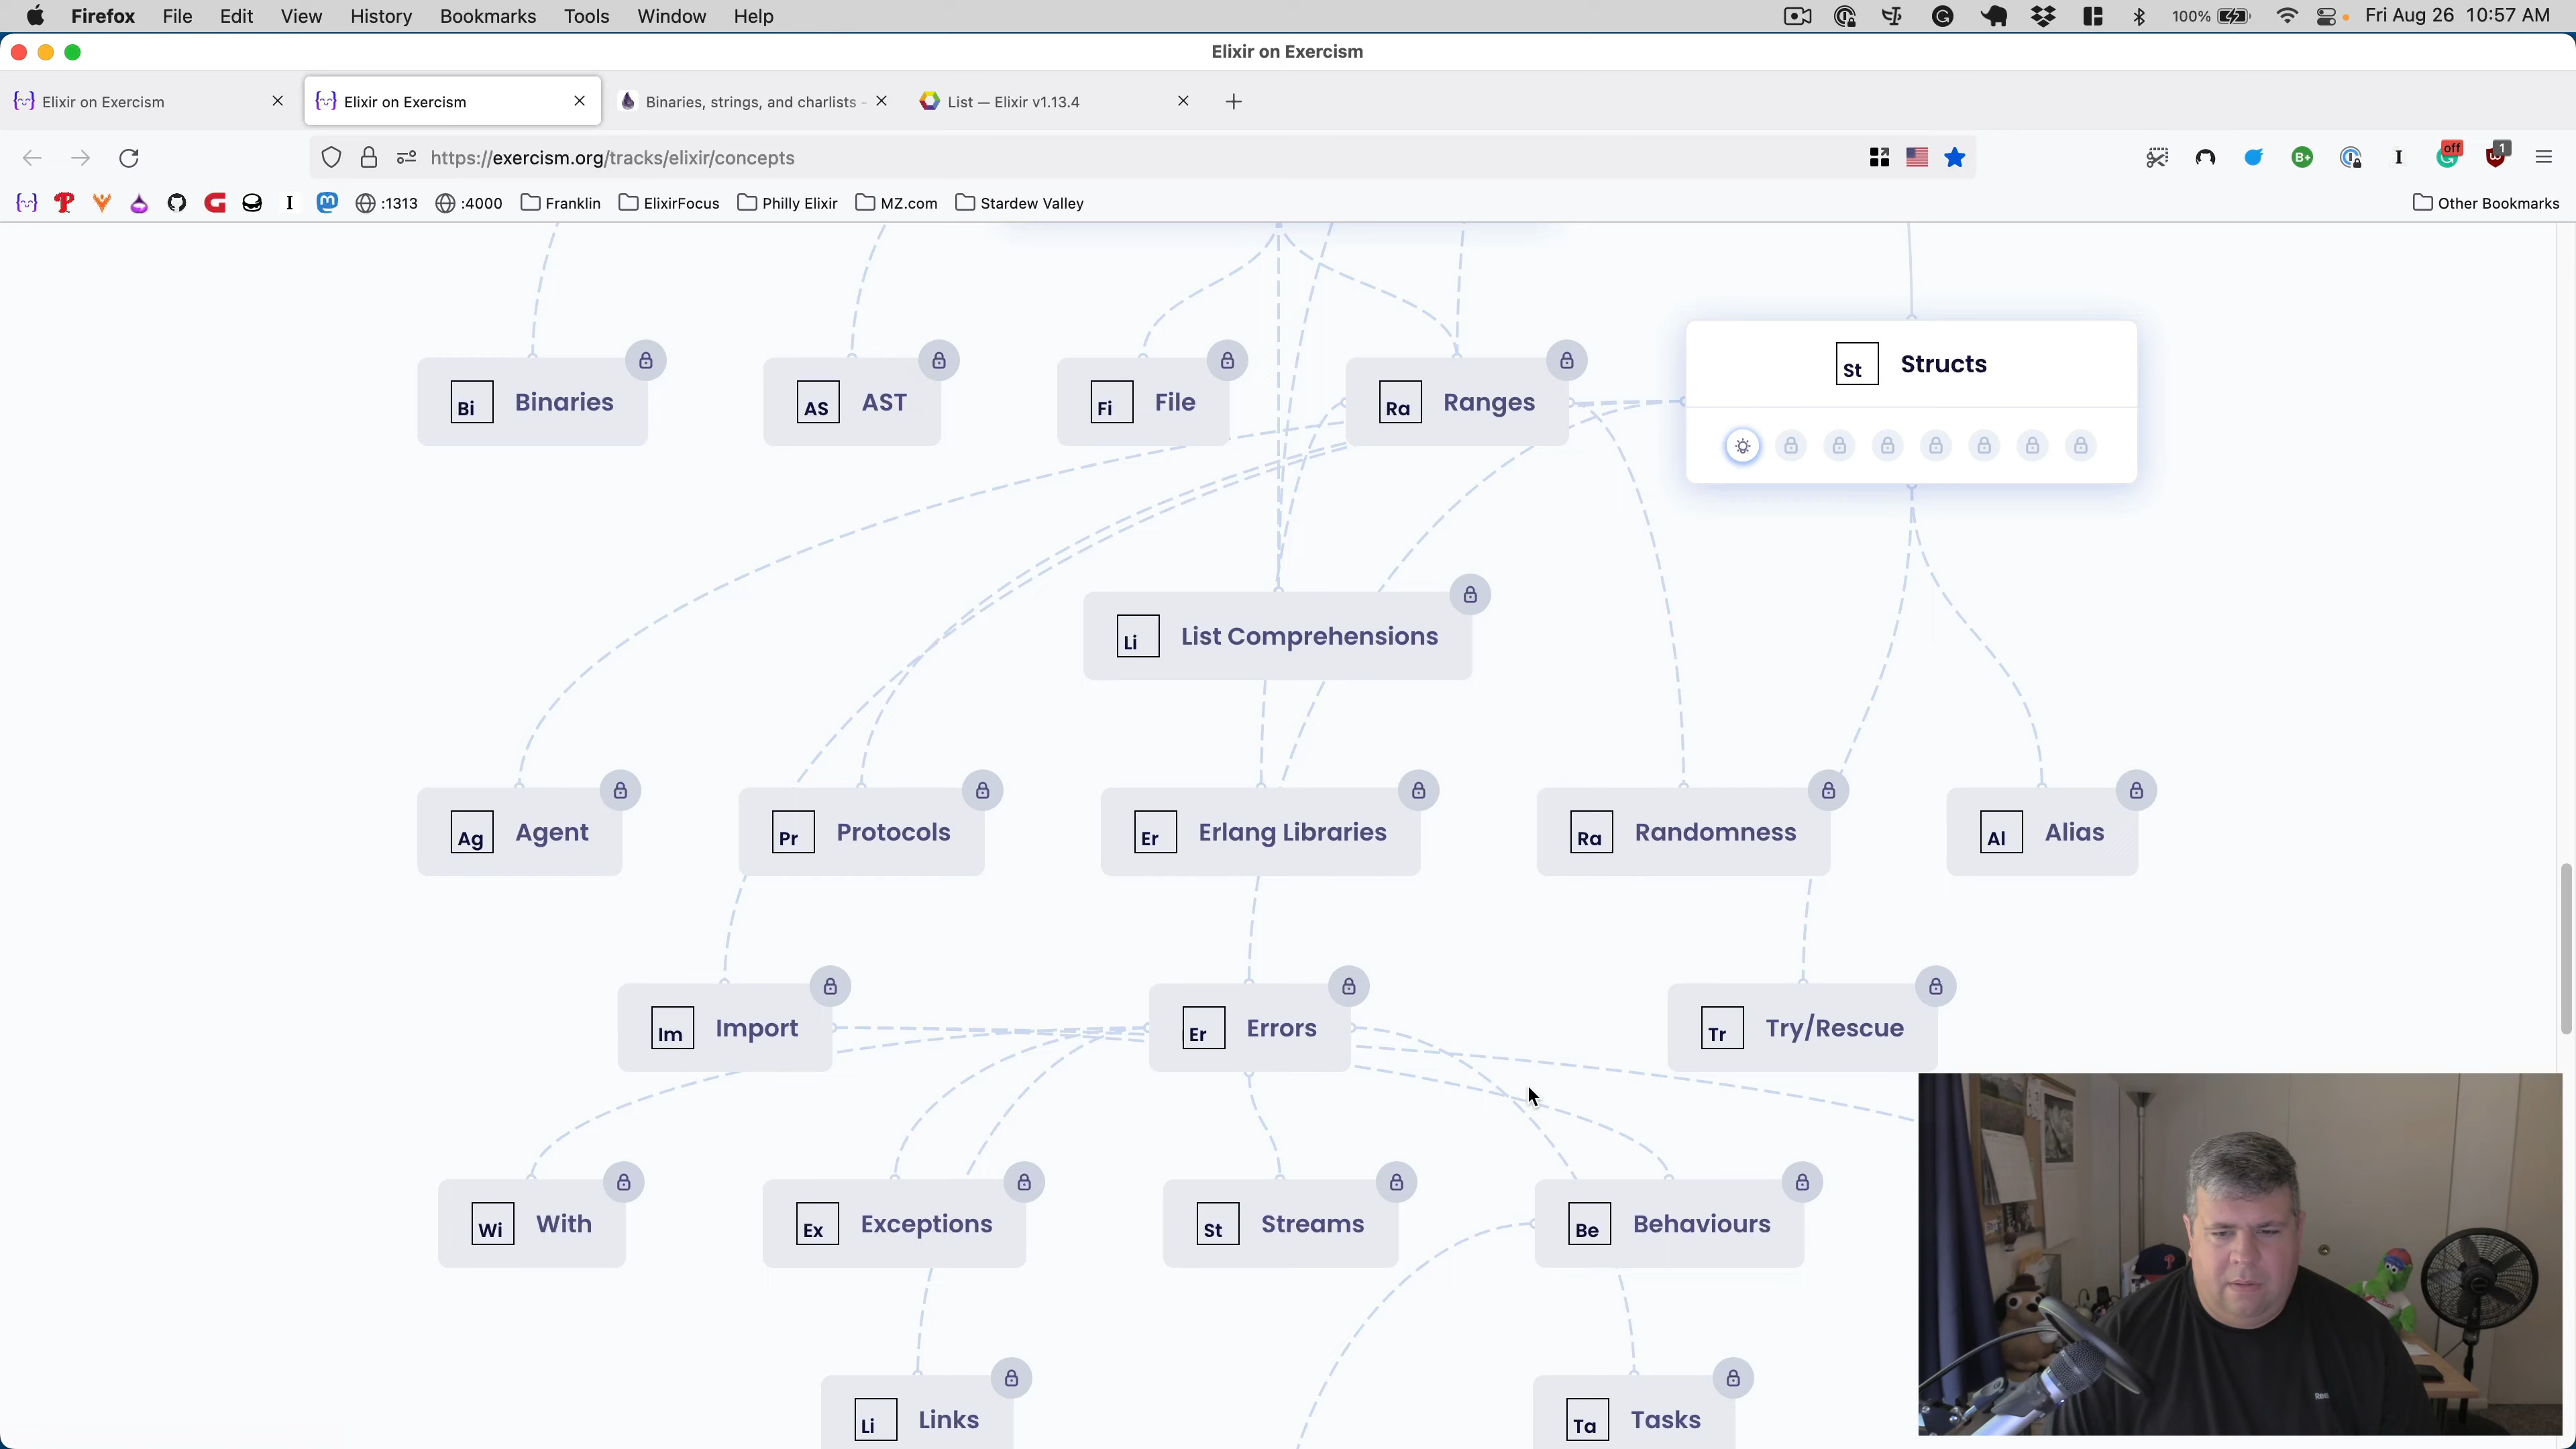 Firefox File Edit View History Bookmarks Tools Window Help 100% Fri Aug 26 10:57 AM
Elixir on Exercism
Elixir on Exercism Elixir on Exercism Binaries, strings, and charlists - List — Elixir v1.13.4
https://exercism.org/tracks/elixir/concepts
B+ I off 1
I :1313 :4000 Franklin ElixirFocus Philly Elixir MZ.com Stardew Valley Other Bookmarks
St Structs
Bi Binaries AS AST Fi File Ra Ranges
Li List Comprehensions
Ag Agent Pr Protocols Er Erlang Libraries Ra Randomness Al Alias
Im Import Er Errors Tr Try/Rescue
Wi With Ex Exceptions St Streams Be Behaviours
Li Links Ta Tasks